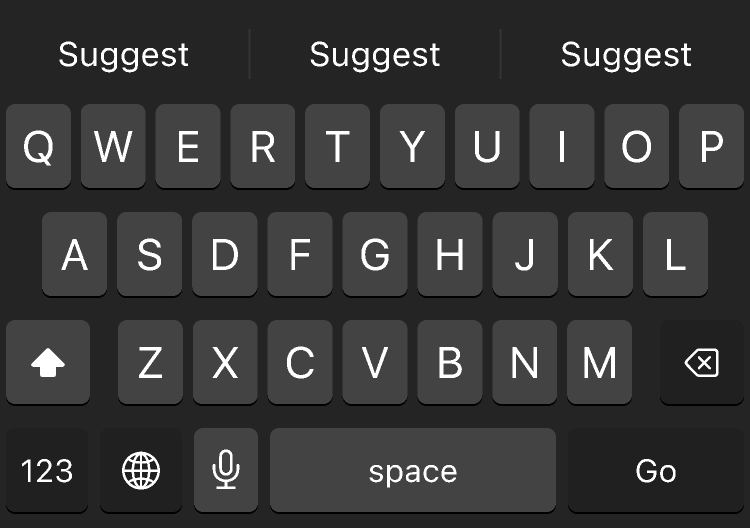 Suggest Suggest Suggest
Q W E R T Y U I O P
A S D F G H J K L
Z X C V B N M
123 space Go